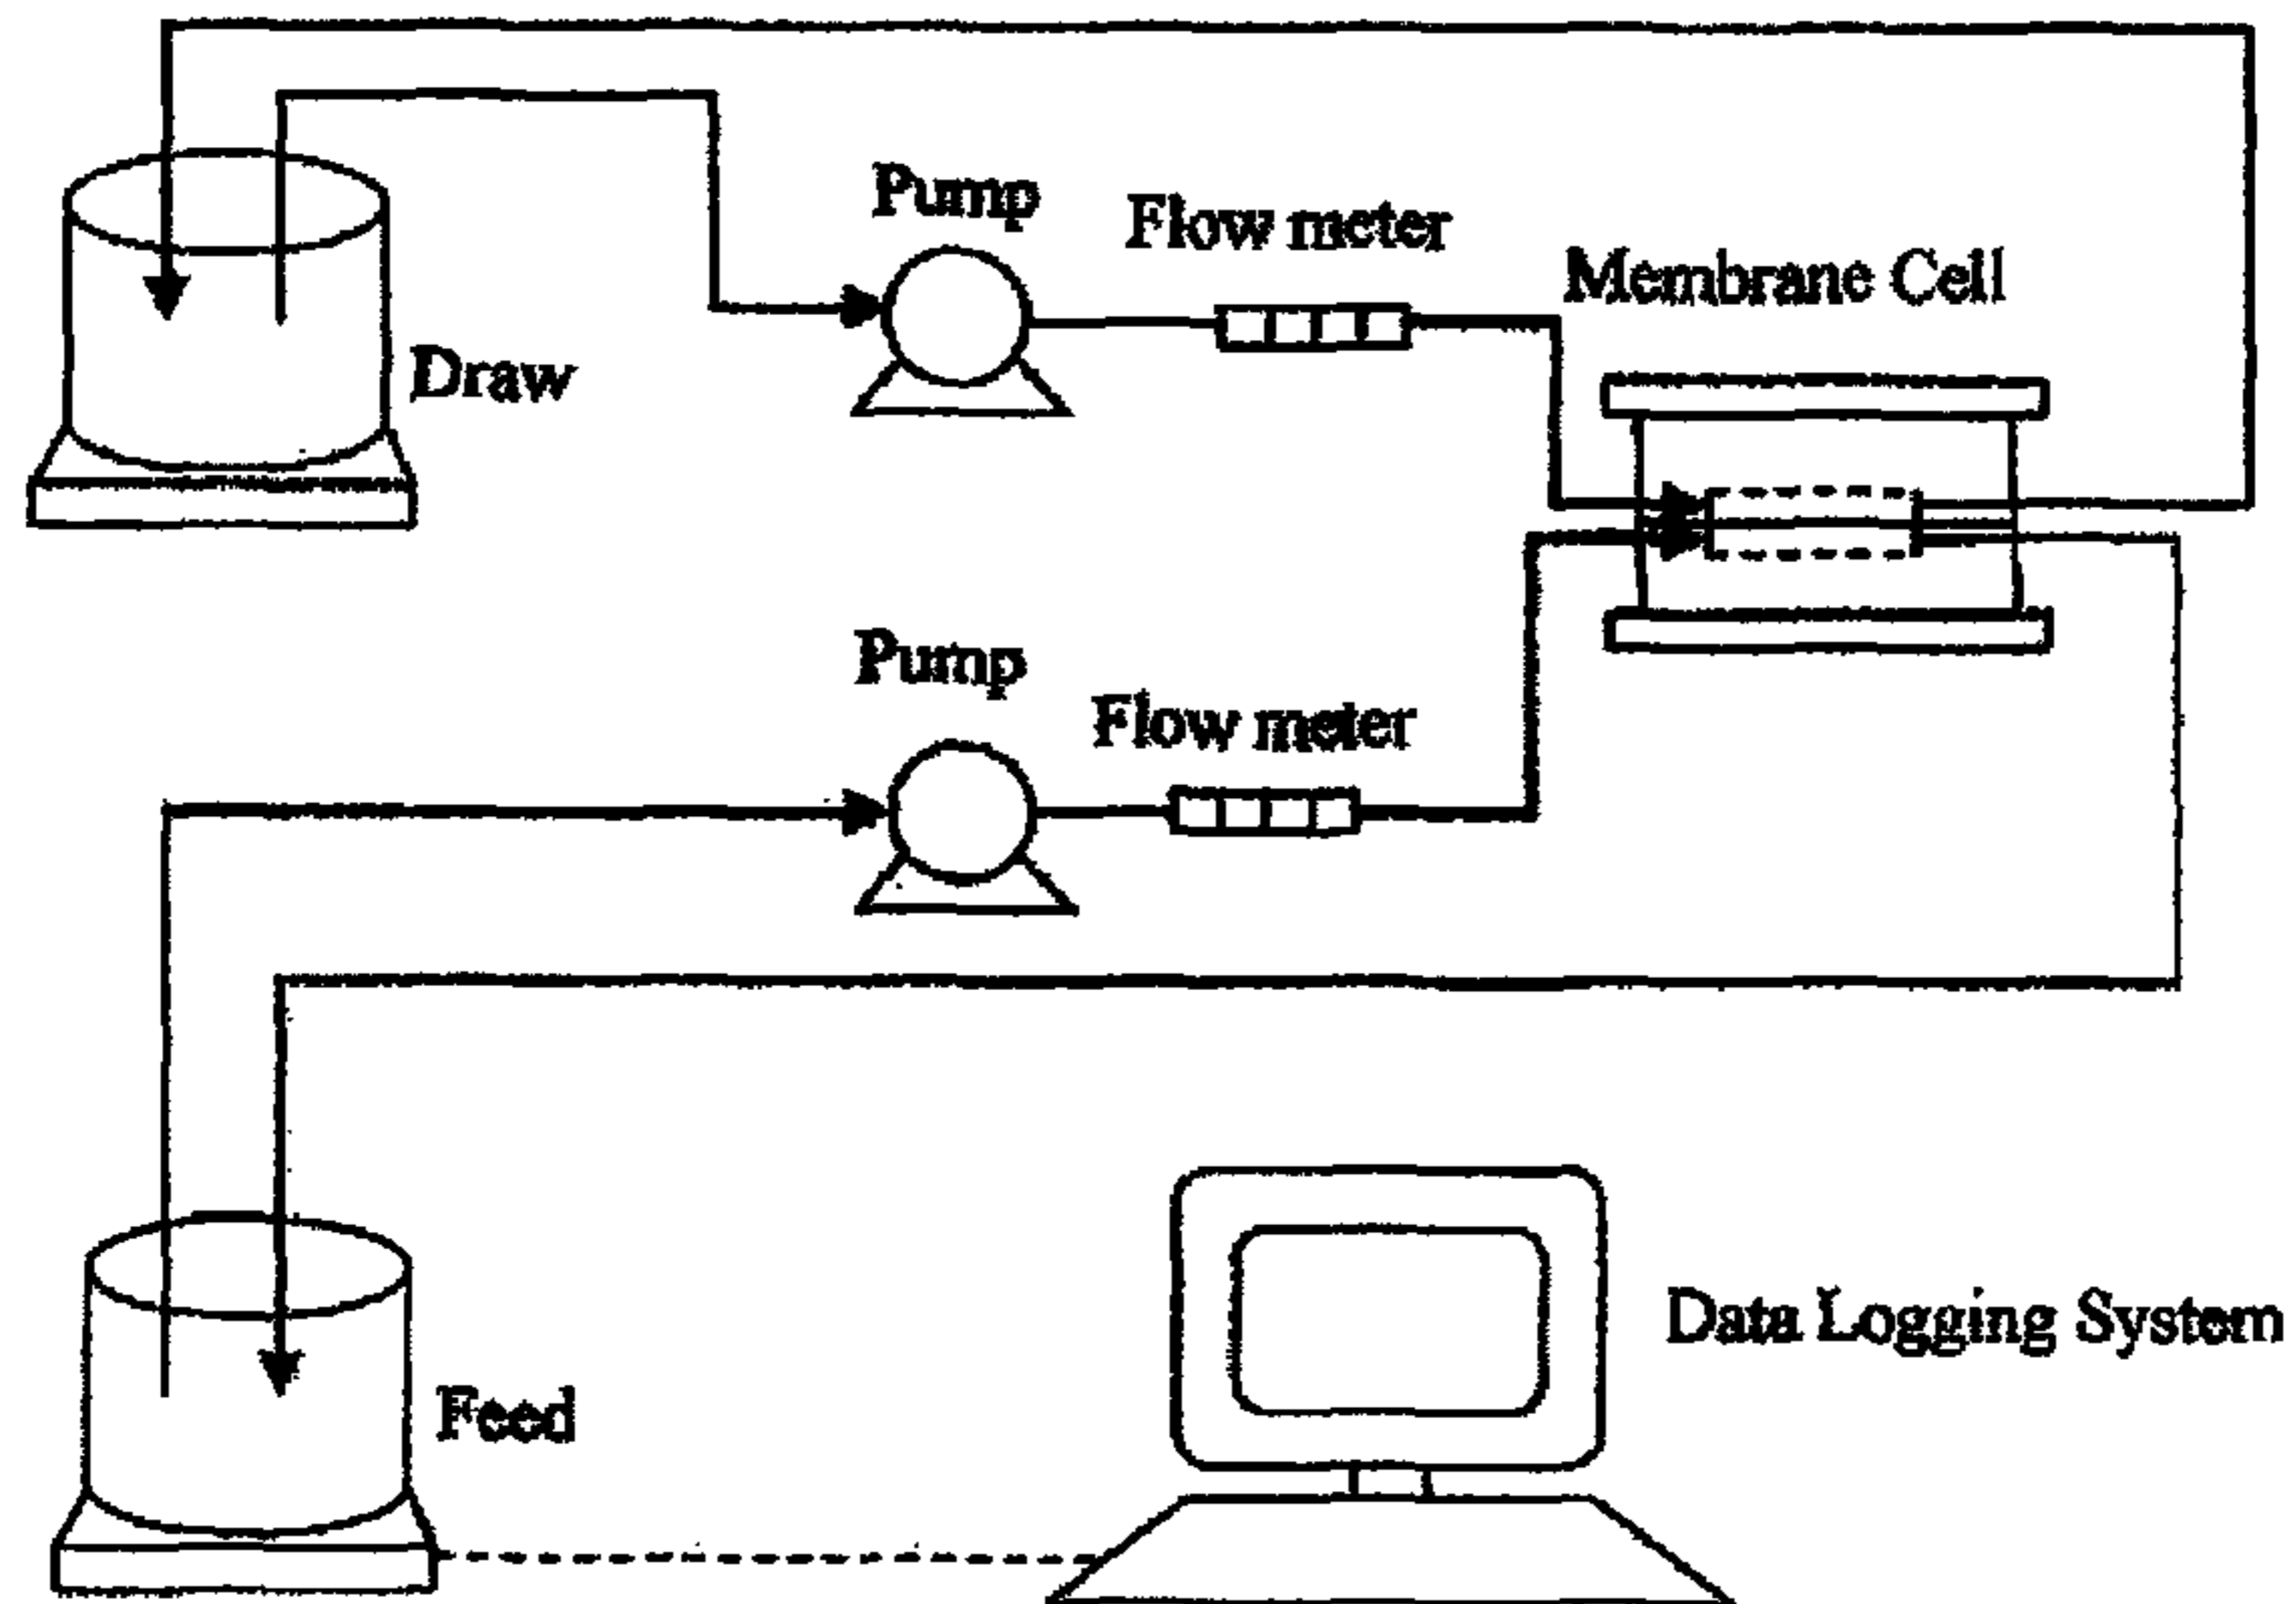 Pump
Flow meter
Membrane Cell
Draw
Pump
Flow meter
Data Logging System
Feed